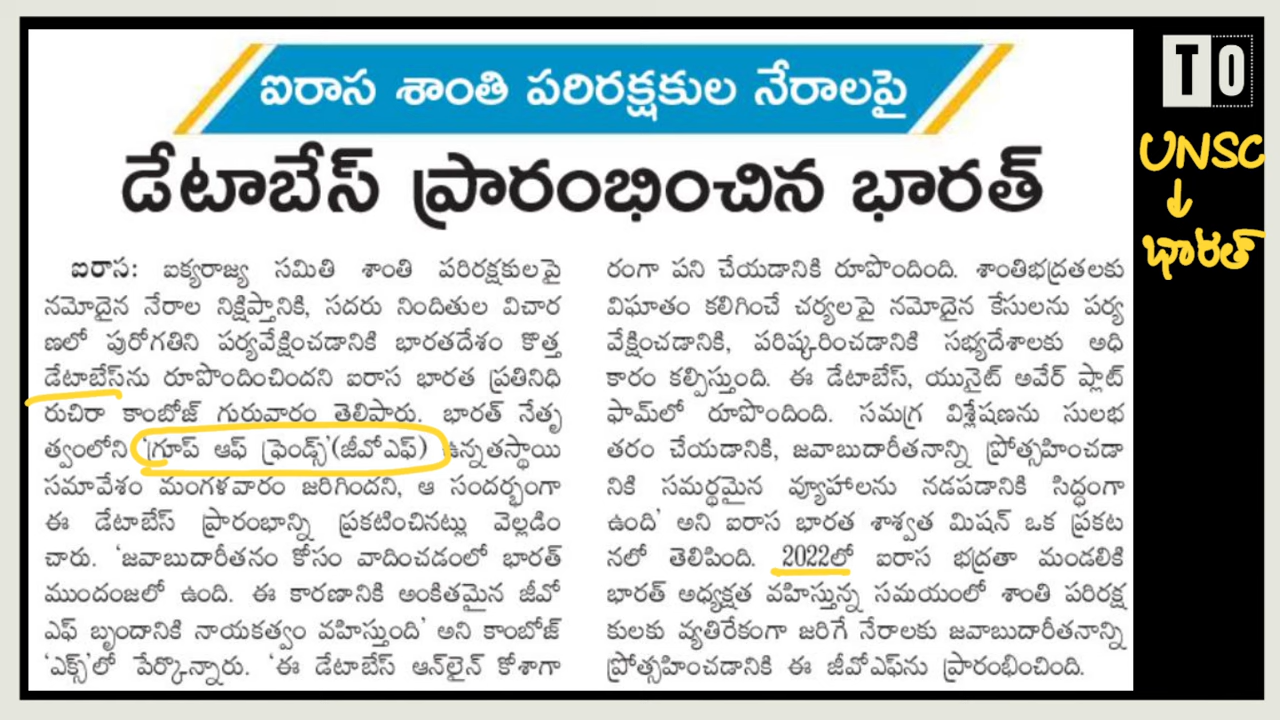 ఐరాస శాంతి పరిరక్షకుల నేరాలపై
డేటాబేస్ ప్రారంభించిన భారత్
ఐరాస: ఐక్యరాజ్య సమితి శాంతి పరిరక్షకులపై
నమోదైన నేరాల నిక్షిప్తానికి, సదరు నిందితుల విచార
ణలో పురోగతిని పర్యవేక్షించడానికి భారతదేశం కొత్త
డేటాబేస్‌ను రూపొందించిందని ఐరాస భారత ప్రతినిధి
రుచిరా కాంబోజ్ గురువారం తెలిపారు. భారత్ నేతృ
త్వంలోని 'గ్రూప్ ఆఫ్ ఫ్రెండ్స్'(జీవోఎఫ్) ఉన్నతస్థాయి
సమావేశం మంగళవారం జరిగిందని, ఆ సందర్భంగా
ఈ డేటాబేస్ ప్రారంభాన్ని ప్రకటించినట్లు వెల్లడిం
చారు. 'జవాబుదారీతనం కోసం వాదించడంలో భారత్
ముందంజలో ఉంది. ఈ కారణానికి అంకితమైన జీవో
ఎఫ్ బృందానికి నాయకత్వం వహిస్తుంది' అని కాంబోజ్
'ఎక్స్'లో పేర్కొన్నారు. 'ఈ డేటాబేస్ ఆన్‌లైన్ కోశాగా
రంగా పని చేయడానికి రూపొందింది. శాంతిభద్రతలకు
విఘాతం కలిగించే చర్యలపై నమోదైన కేసులను పర్య
వేక్షించడానికి, పరిష్కరించడానికి సభ్యదేశాలకు అధి
కారం కల్పిస్తుంది. ఈ డేటాబేస్, యునైట్ అవేర్ ప్లాట్
ఫామ్‌లో రూపొందింది. సమగ్ర విశ్లేషణను సులభ
తరం చేయడానికి, జవాబుదారీతనాన్ని ప్రోత్సహించడా
నికి సమర్థమైన వ్యూహాలను నడపడానికి సిద్ధంగా
ఉంది' అని ఐరాస భారత శాశ్వత మిషన్ ఒక ప్రకట
నలో తెలిపింది. 2022లో ఐరాస భద్రతా మండలికి
భారత్ అధ్యక్షత వహిస్తున్న సమయంలో శాంతి పరిరక్ష
కులకు వ్యతిరేకంగా జరిగే నేరాలకు జవాబుదారీతనాన్ని
ప్రోత్సహించడానికి ఈ జీవోఎఫ్‌ను ప్రారంభించింది.
TO
UNSC
↓
భారత్